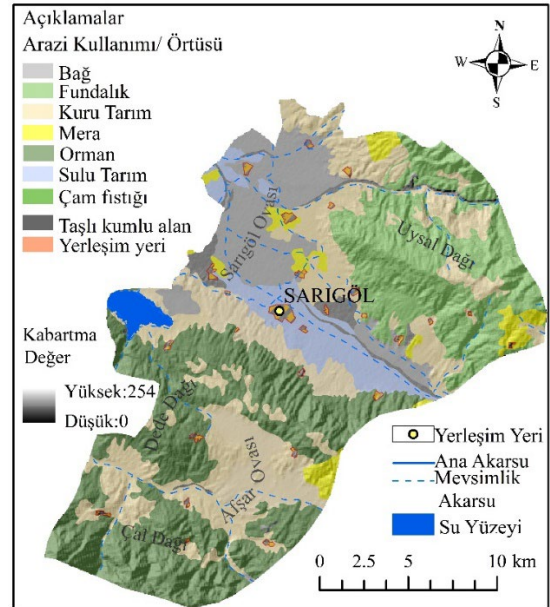 Açıklamalar
Arazi Kullanımı/ Örtüsü
Bağ
Fundalık
Kuru Tarım
Mera
Orman
Sulu Tarım
Çam fıstığı
Taşlı kumlu alan
Yerleşim yeri
N
W E
S
Sarıgöl Ovası
Uysal Dağı
SARIGÖL
Kabartma
Değer
Yüksek:254
Düşük:0
Dede Dağı
Afşar Ovası
Çal Dağı
Yerleşim Yeri
Ana Akarsu
Mevsimlik
Akarsu
Su Yüzeyi
0 2.5 5 10 km